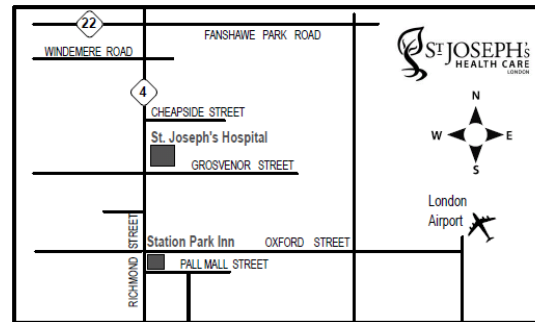 22
FANSHAWE PARK ROAD
WINDEMERE ROAD
ST JOSEPH'S
HEALTH CARE
LONDON
4
N
W E
S
CHEAPSIDE STREET
St. Joseph's Hospital
GROSVENOR STREET
London
Airport
RICHMOND STREET
Station Park Inn
OXFORD STREET
PALL MALL STREET